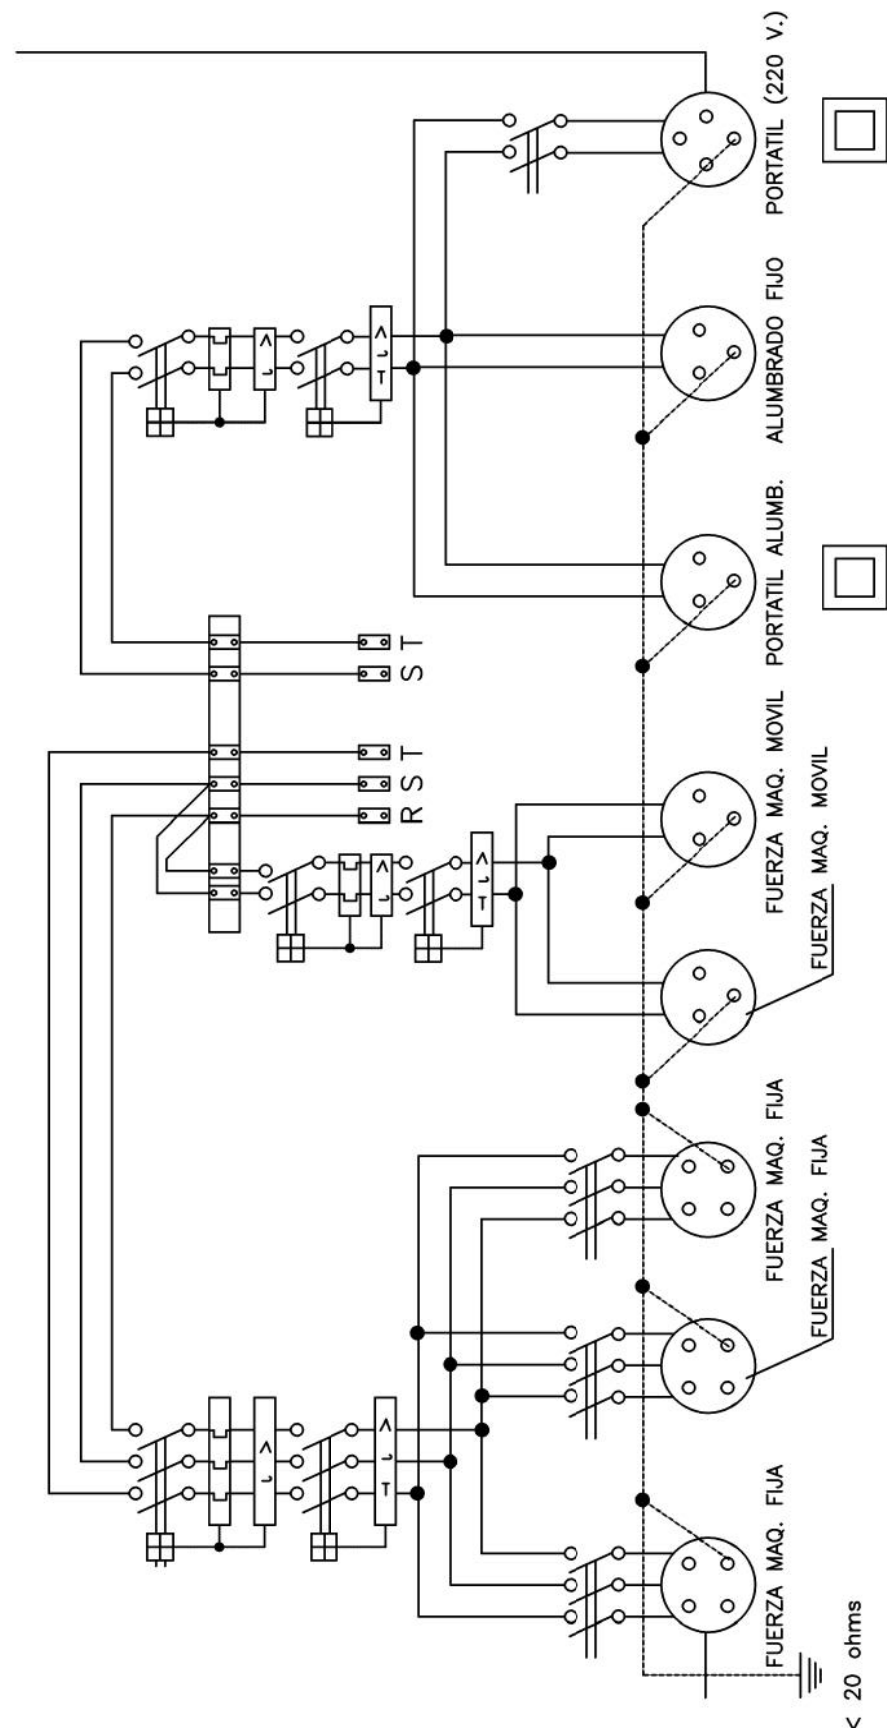 PORTATIL (220 V.)
ALUMBRADO FIJO
PORTATIL ALUMB.
FUERZA MAQ. MOVIL
FUERZA MAQ. MOVIL
FUERZA MAQ. FIJA
FUERZA MAQ. FIJA
FUERZA MAQ. FIJA
< 20 ohms
R S T
S T
T
T
T